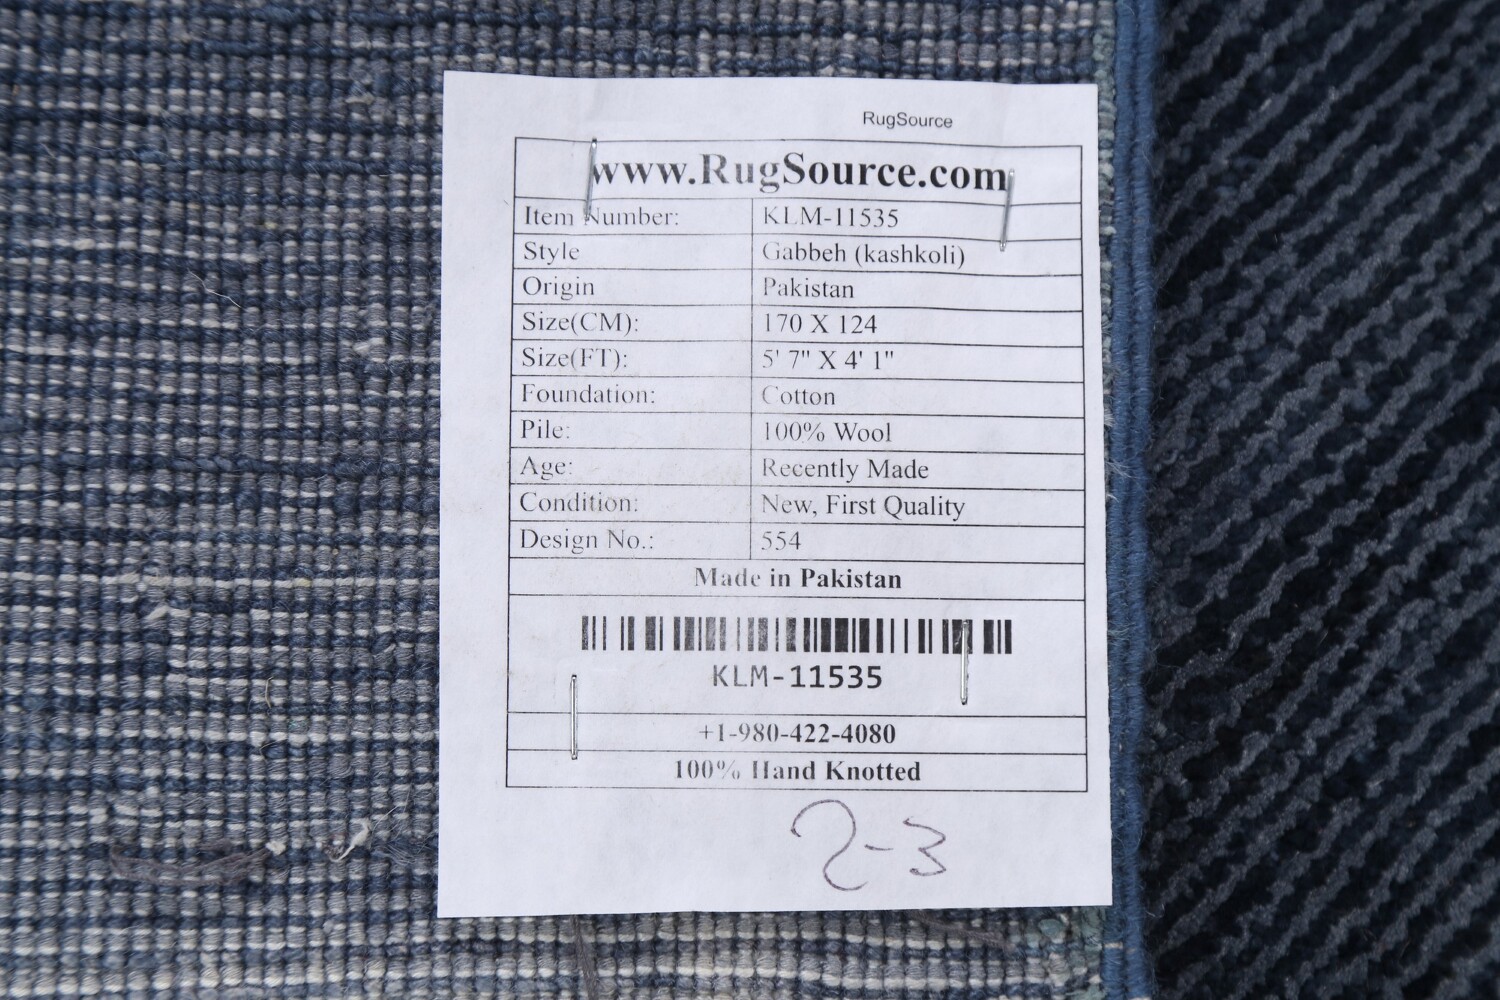 RugSource
www.RugSource.com
Item Number: KLM-11535
Style Gabbeh (kashkoli)
Origin Pakistan
Size(CM): 170 X 124
Size(FT): 5' 7" X 4' 1"
Foundation: Cotton
Pile: 100% Wool
Age: Recently Made
Condition: New, First Quality
Design No.: 554
Made in Pakistan
KLM-11535
+1-980-422-4080
100% Hand Knotted
2-3